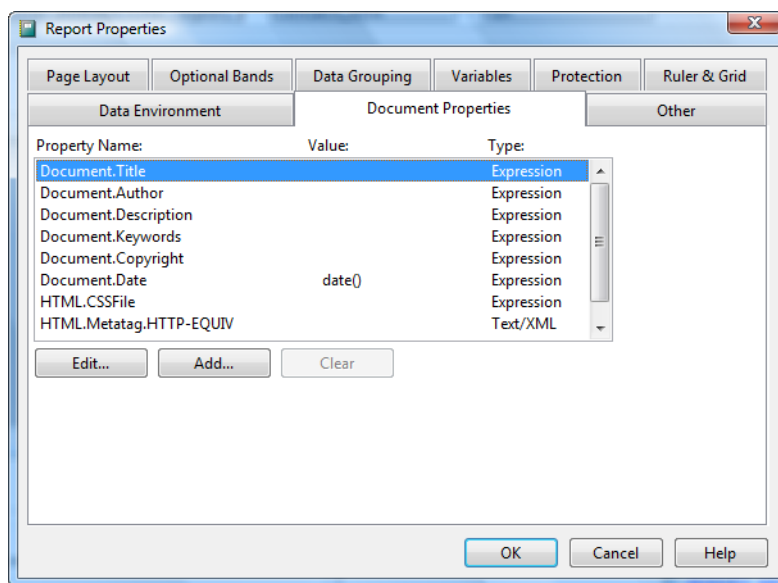 Report Properties
Page Layout Optional Bands Data Grouping Variables Protection Ruler & Grid
Data Environment Document Properties Other
Property Name: Value: Type:
Document.Title Expression
Document.Author Expression
Document.Description Expression
Document.Keywords Expression
Document.Copyright Expression
Document.Date date() Expression
HTML.CSSFile Expression
HTML.Metatag.HTTP-EQUIV Text/XML
Edit... Add... Clear
OK Cancel Help